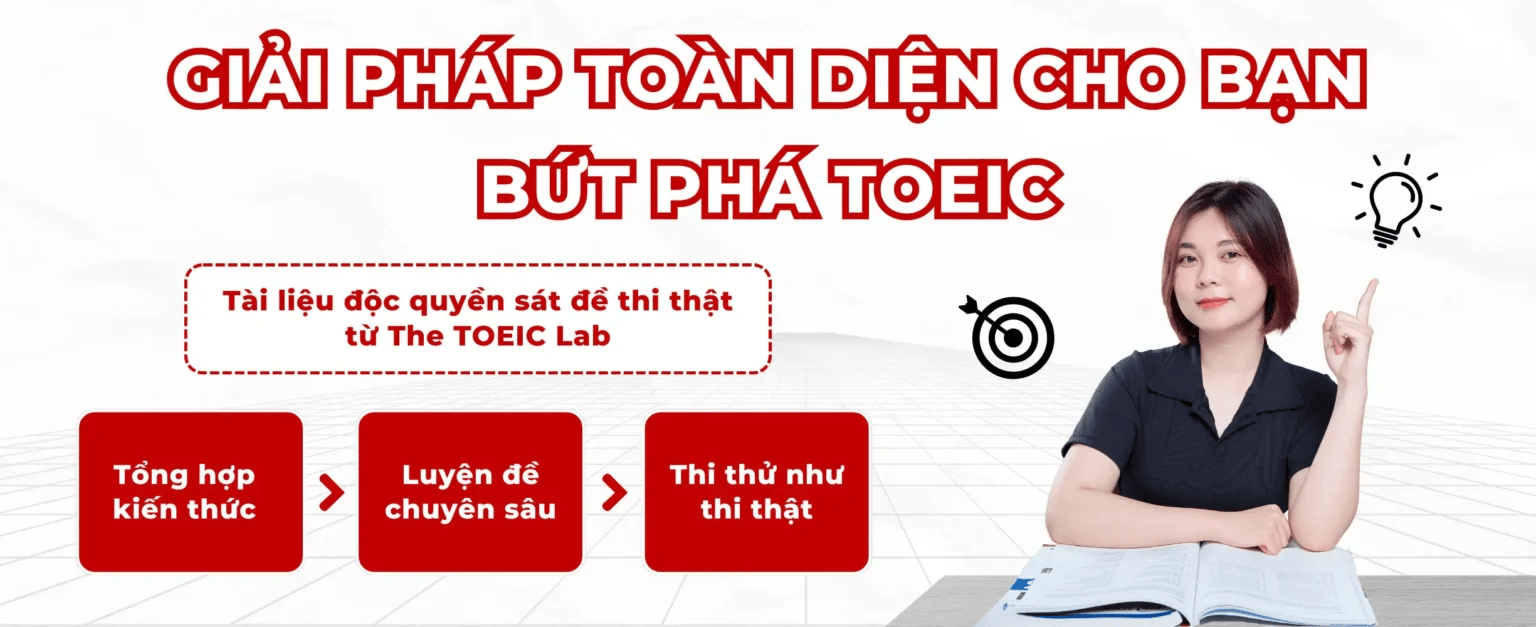 GIẢI PHÁP TOÀN DIỆN CHO BẠN
BỨT PHÁ TOEIC
Tài liệu độc quyền sát đề thi thật
từ The TOEIC Lab
Tổng hợp
kiến thức
Luyện đề
chuyên sâu
Thi thử như
thi thật